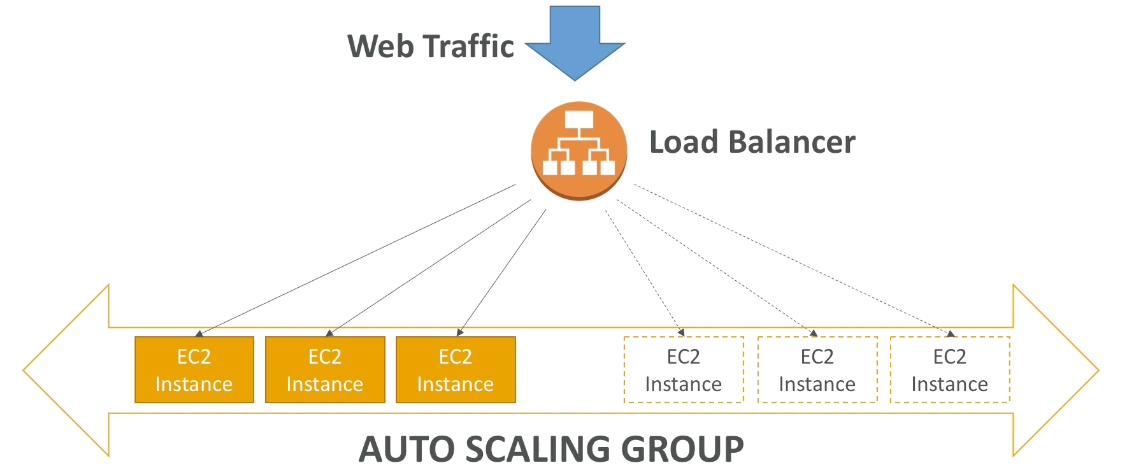 Web Traffic
Load Balancer
EC2
Instance
EC2
Instance
EC2
Instance
EC2
Instance
EC2
Instance
EC2
Instance
AUTO SCALING GROUP